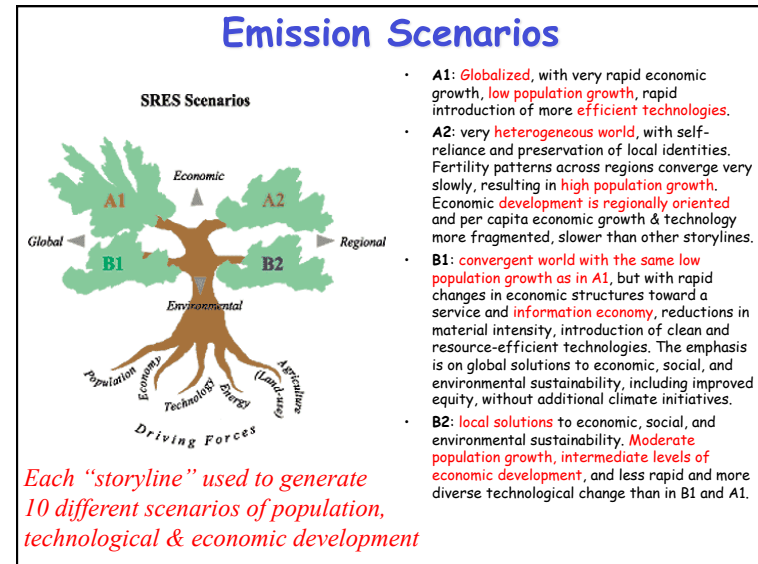 Emission Scenarios
SRES Scenarios
Economic
A1
A2
Global
Regional
B1
B2
Environmental
Population
Economy
Technology
Energy
Agriculture
(Land-use)
Driving Forces
Each “storyline” used to generate
10 different scenarios of population,
technological & economic development
• A1: Globalized, with very rapid economic
growth, low population growth, rapid
introduction of more efficient technologies.
• A2: very heterogeneous world, with self-
reliance and preservation of local identities.
Fertility patterns across regions converge very
slowly, resulting in high population growth.
Economic development is regionally oriented
and per capita economic growth & technology
more fragmented, slower than other storylines.
• B1: convergent world with the same low
population growth as in A1, but with rapid
changes in economic structures toward a
service and information economy, reductions in
material intensity, introduction of clean and
resource-efficient technologies. The emphasis
is on global solutions to economic, social, and
environmental sustainability, including improved
equity, without additional climate initiatives.
• B2: local solutions to economic, social, and
environmental sustainability. Moderate
population growth, intermediate levels of
economic development, and less rapid and more
diverse technological change than in B1 and A1.